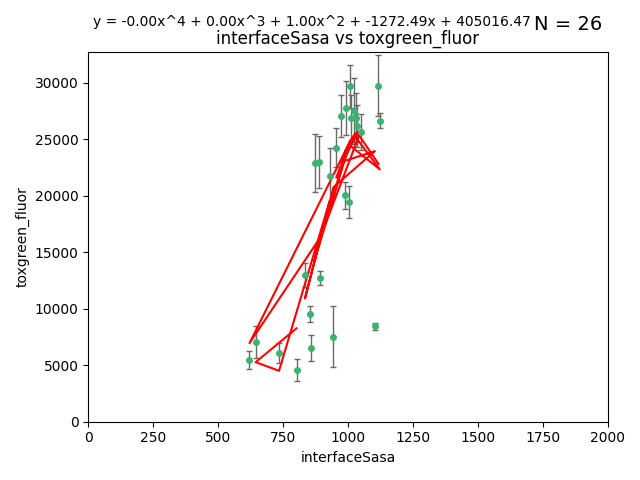 y = -0.00x^4 + 0.00x^3 + 1.00x^2 + -1272.49x + 405016.47
N = 26
interfaceSasa vs toxgreen_fluor
30000
25000
20000
15000
10000
5000
0
toxgreen_fluor
0 250 500 750 1000 1250 1500 1750 2000
interfaceSasa